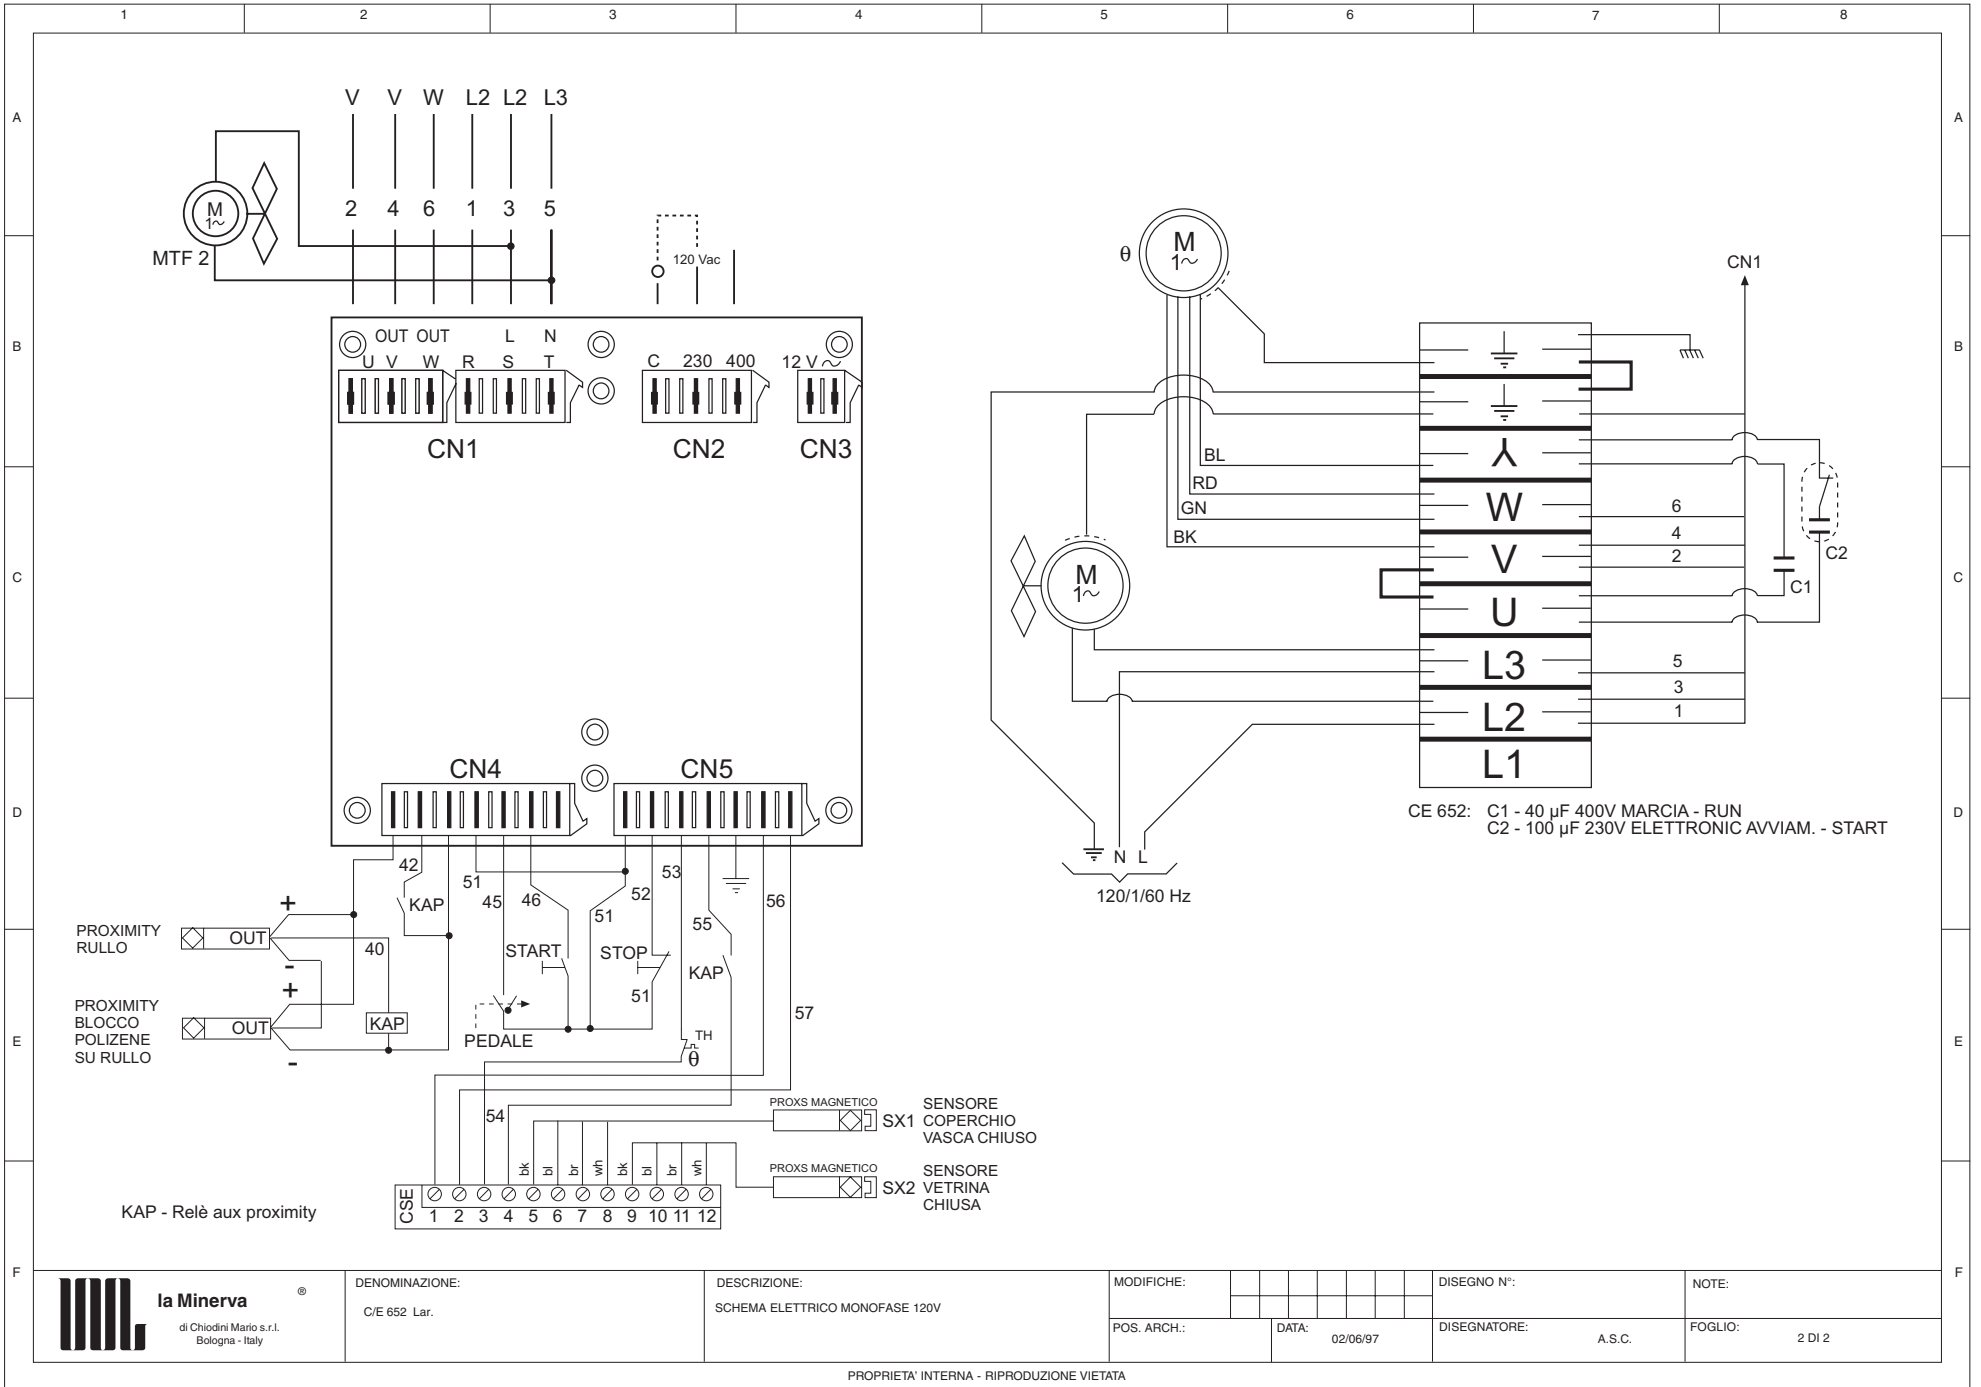 1 2 3 4 5 6 7 8
A A
B B
C C
D D
E E
F F
V V W L2 L2 L3
2 4 6 1 3 5
M
1~
MTF 2
120 Vac
OUT OUT L N
U V W R S T
C 230 400
12 V ~
CN1
CN2
CN3
CN4
CN5
42
KAP
51
45
46
51
52
53
55
56
57
START
STOP
51
KAP
PEDALE
TH
θ
54
+
PROXIMITY
RULLO
OUT
40
-
+
PROXIMITY
BLOCCO
POLIZENE
SU RULLO
OUT
KAP
-
PROXS MAGNETICO
SX1
SENSORE
COPERCHIO
VASCA CHIUSO
PROXS MAGNETICO
SX2
SENSORE
VETRINA
CHIUSA
bk bl br wh bk bl br wh
CSE
1 2 3 4 5 6 7 8 9 10 11 12
KAP - Relè aux proximity
θ
M
1~
BL
RD
GN
BK
M
1~
CN1
W
V
U
L3
L2
L1
6
4
2
5
3
1
C1
C2
CE 652: C1 - 40 µF 400V MARCIA - RUN
C2 - 100 µF 230V ELETTRONIC AVVIAM. - START
N L
120/1/60 Hz
la Minerva ®
di Chiodini Mario s.r.l.
Bologna - Italy
DENOMINAZIONE:
C/E 652 Lar.
DESCRIZIONE:
SCHEMA ELETTRICO MONOFASE 120V
MODIFICHE:
POS. ARCH.:
DATA:
02/06/97
DISEGNO N°:
DISEGNATORE:
A.S.C.
NOTE:
FOGLIO:
2 DI 2
PROPRIETA' INTERNA - RIPRODUZIONE VIETATA